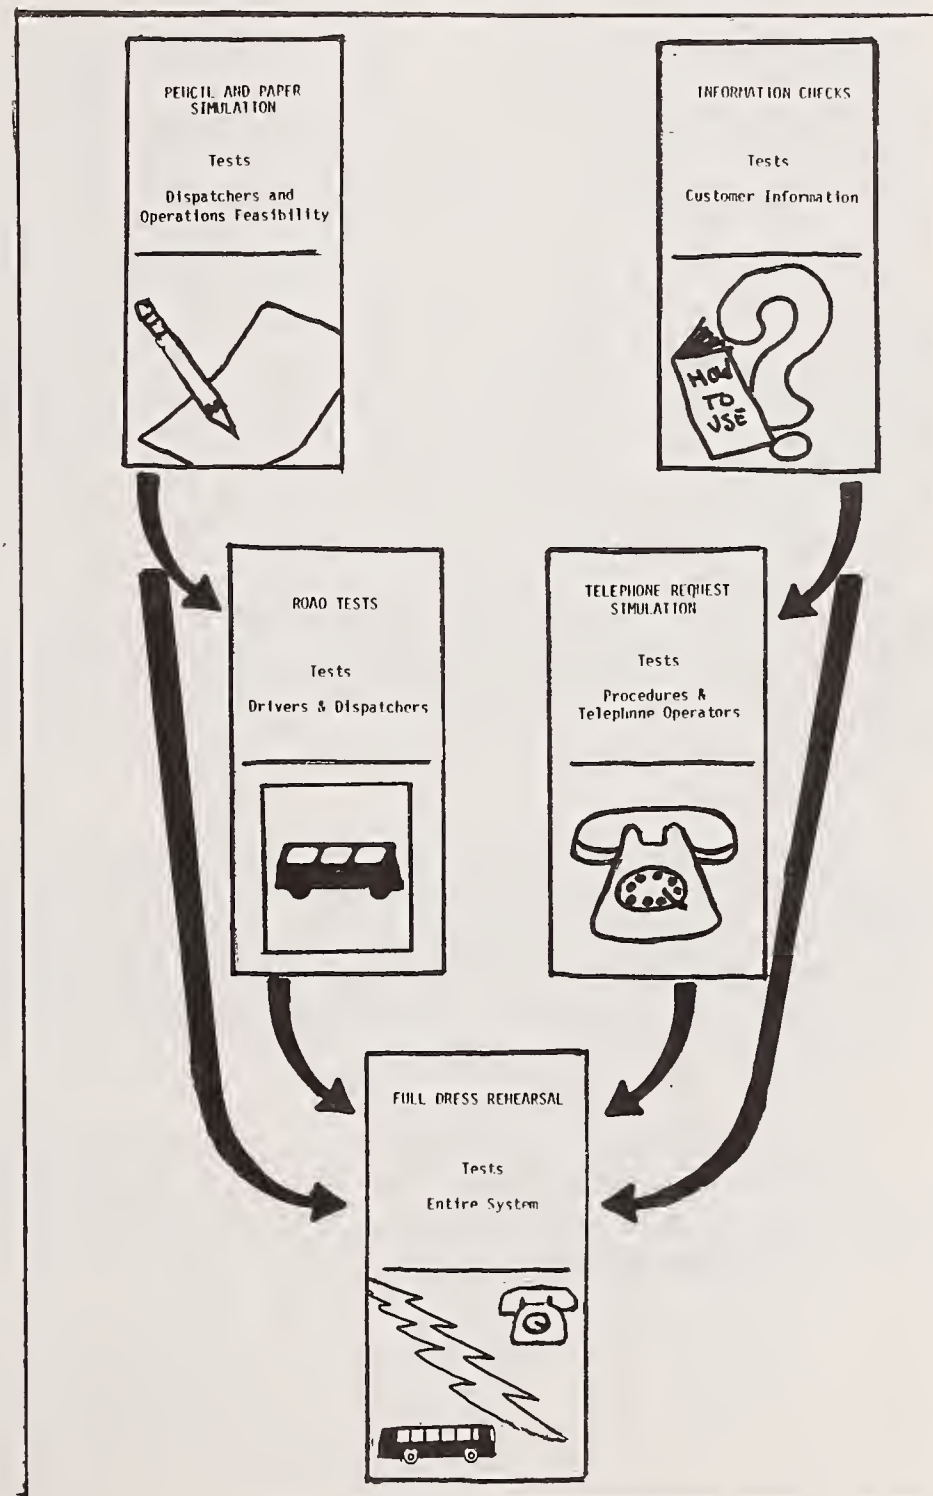 PENCIL AND PAPER
SIMULATION
Tests
Dispatchers and
Operations Feasibility
INFORMATION CHECKS
Tests
Customer Information
HOW
TO
USE
ROAD TESTS
Tests
Drivers & Dispatchers
TELEPHONE REQUEST
SIMULATION
Tests
Procedures &
Telephone Operators
FULL DRESS REHEARSAL
Tests
Entire System